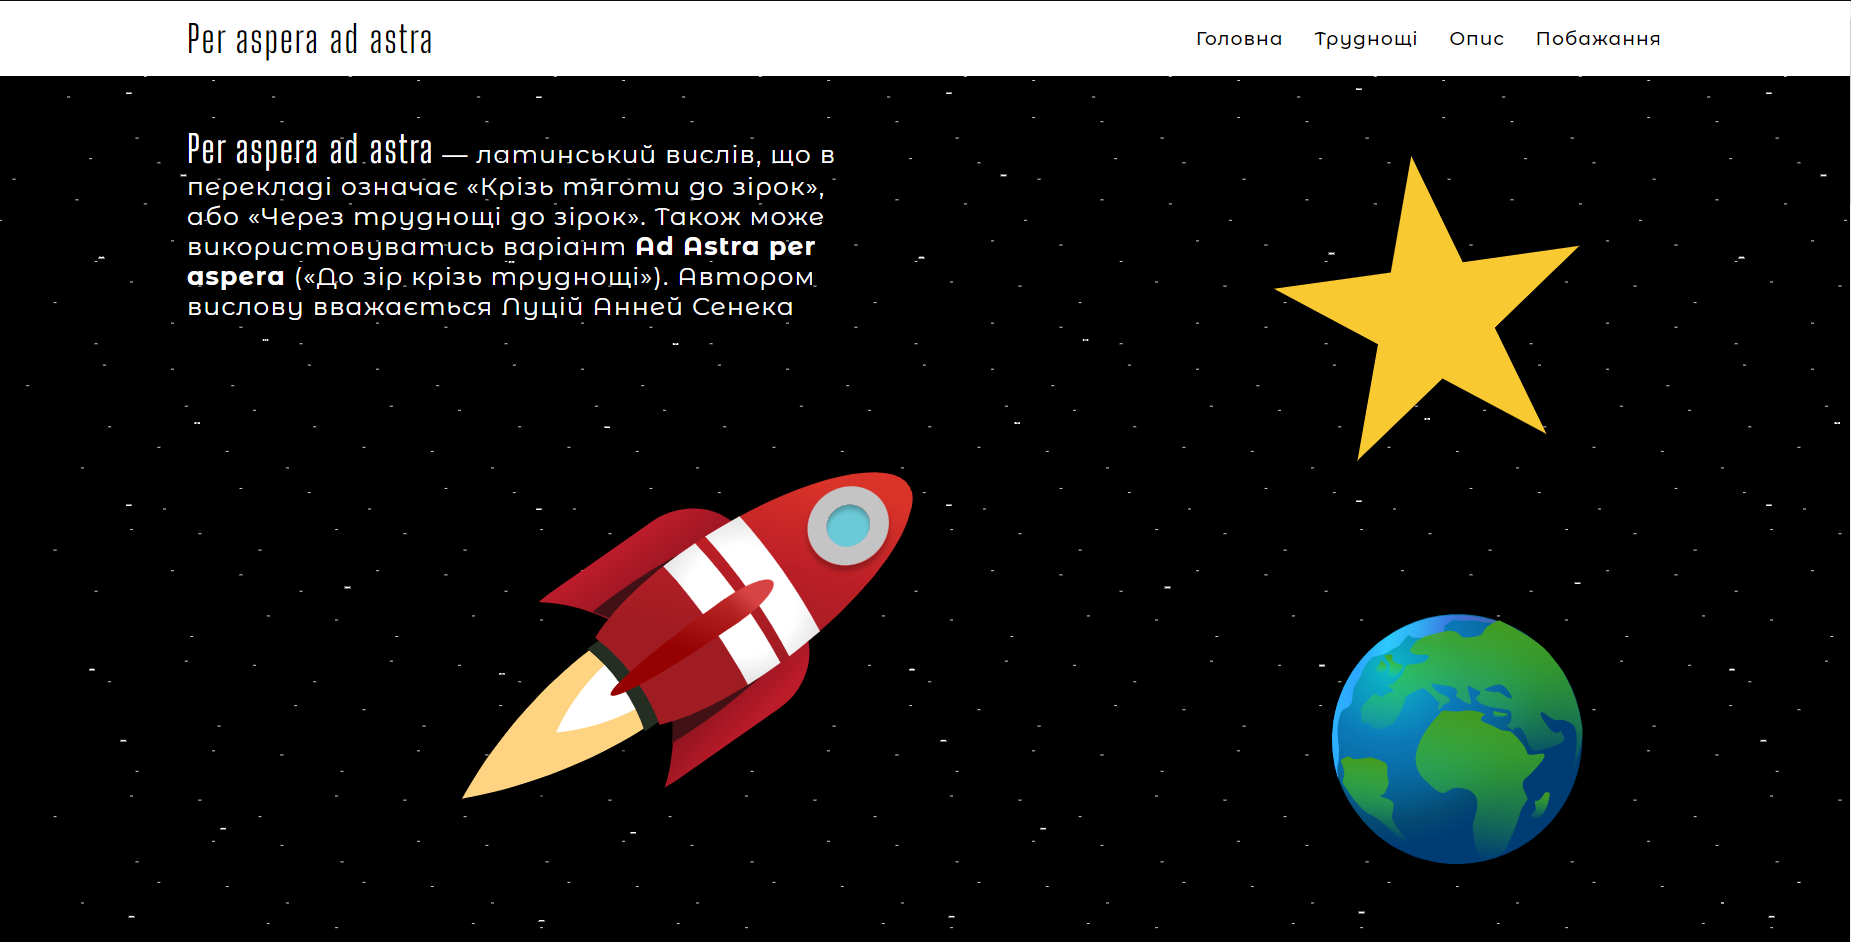 Per aspera ad astra
Головна Труднощі Опис Побажання
Per aspera ad astra — латинський вислів, що в
перекладі означає «Крізь тяготи до зірок»,
або «Через труднощі до зірок». Також може
використовуватись варіант Ad Astra per
aspera («До зір крізь труднощі»). Автором
вислову вважається Луцій Анней Сенека